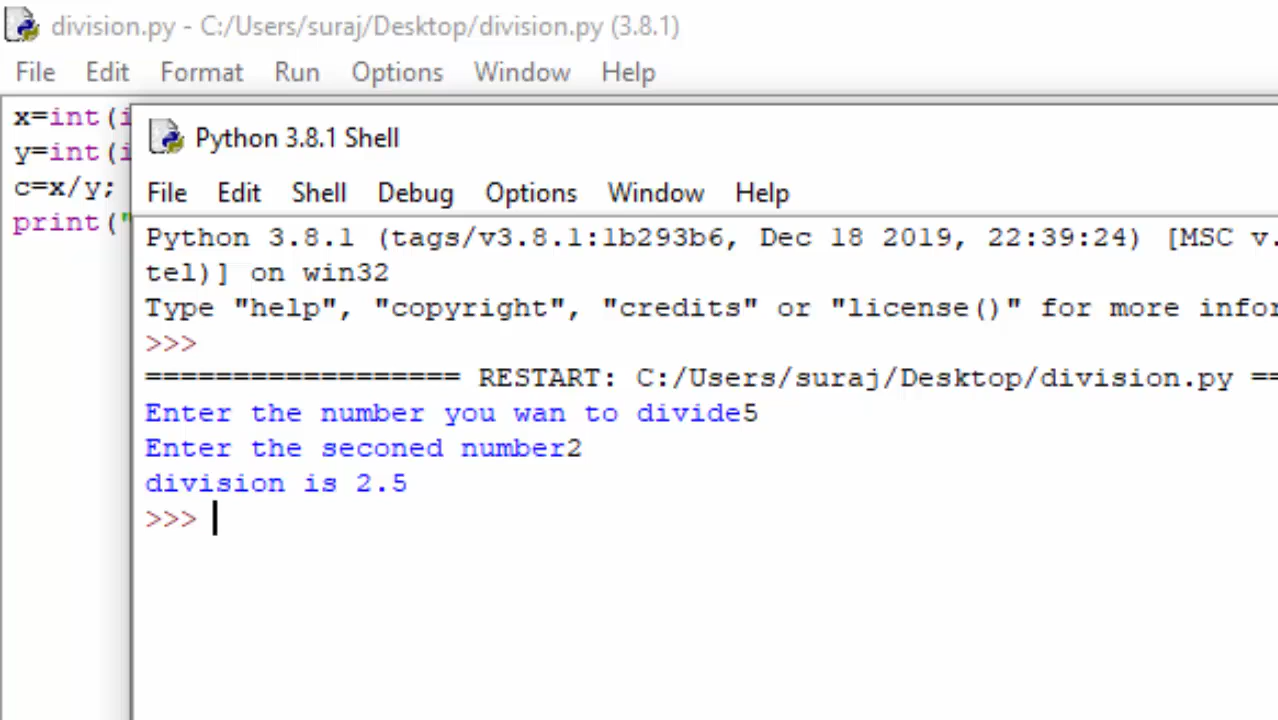 division.py - C:/Users/suraj/Desktop/division.py (3.8.1)
File Edit Format Run Options Window Help
x=int(i
y=int(i
c=x/y;
print("
Python 3.8.1 Shell
File Edit Shell Debug Options Window Help
Python 3.8.1 (tags/v3.8.1:1b293b6, Dec 18 2019, 22:39:24) [MSC v.
tel)] on win32
Type "help", "copyright", "credits" or "license()" for more infor
>>>
================== RESTART: C:/Users/suraj/Desktop/division.py ==
Enter the number you wan to divide5
Enter the seconed number2
division is 2.5
>>>